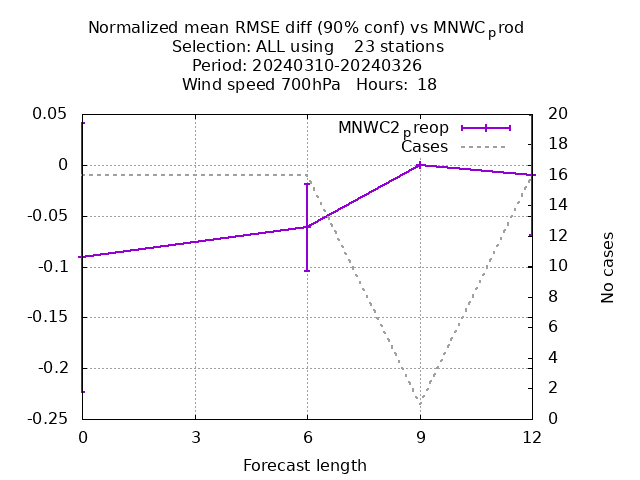 Normalized mean RMSE diff (90% conf) vs MNWCprod
Selection: ALL using 23 stations
Period: 20240310-20240326
Wind speed 700hPa Hours: 18
MNWC2preop
Cases
0.05
0
-0.05
-0.1
-0.15
-0.2
-0.25
20
18
16
14
12
10
8
6
4
2
0
No cases
0 3 6 9 12
Forecast length